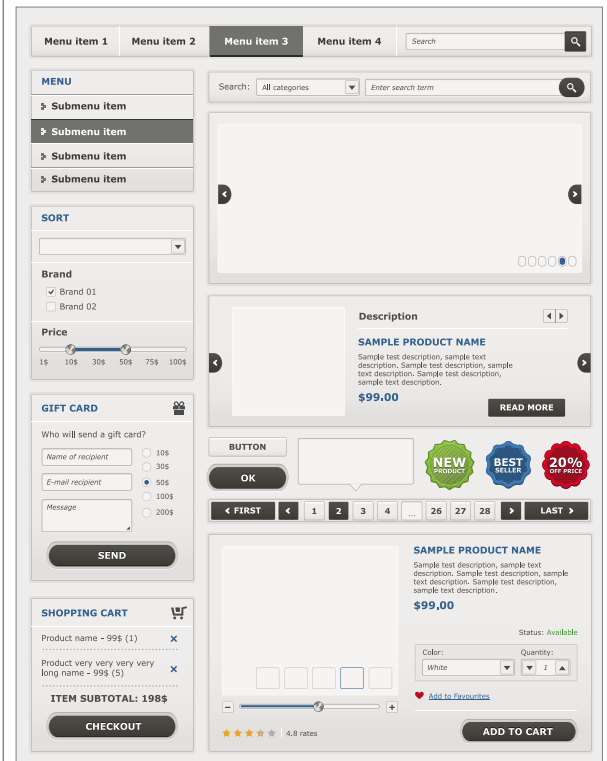 Menu item 1
Menu item 2
Menu item 3
Menu item 4
Search
MENU
Submenu item
Submenu item
Submenu item
Submenu item
Search:
All categories
Enter search term
SORT
Brand
Brand 01
Brand 02
Price
1$ 10$ 30$ 50$ 75$ 100$
Description
SAMPLE PRODUCT NAME
Sample test description, sample text
description. Sample test description, sample
text description. Sample test description,
sample text description.
$99.00
READ MORE
GIFT CARD
Who will send a gift card?
Name of recipient
E-mail recipient
Message
10$
30$
50$
100$
200$
SEND
BUTTON
OK
NEW
PRODUCT
BEST
SELLER
20%
OFF PRICE
FIRST 1 2 3 4 ... 26 27 28 LAST
SHOPPING CART
Product name - 99$ (1)
Product very very very very
long name - 99$ (5)
ITEM SUBTOTAL: 198$
CHECKOUT
4.8 rates
SAMPLE PRODUCT NAME
Sample test description, sample text
description. Sample test description, sample
text description. Sample test description,
sample text description.
$99.00
Status: Available
Color:
White
Quantity:
1
Add to Favourites
ADD TO CART